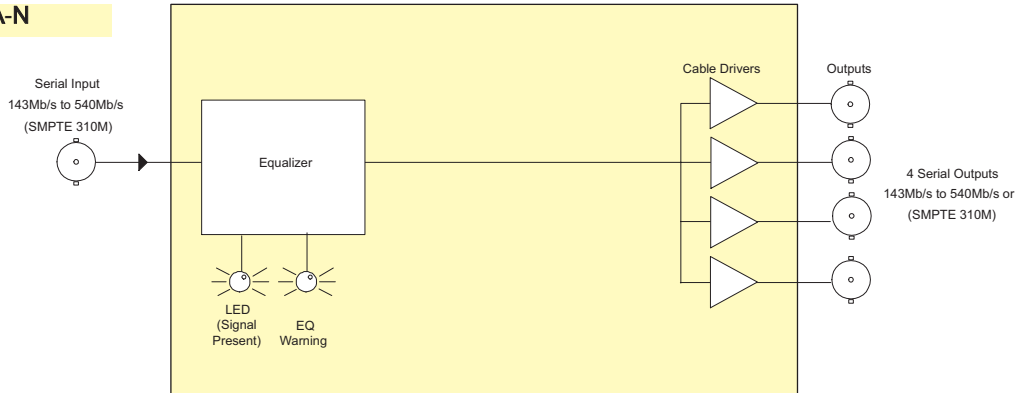 A-N
Serial Input
143Mb/s to 540Mb/s
(SMPTE 310M)
Equalizer
LED
(Signal
Present)
EQ
Warning
Cable Drivers
Outputs
4 Serial Outputs
143Mb/s to 540Mb/s or
(SMPTE 310M)